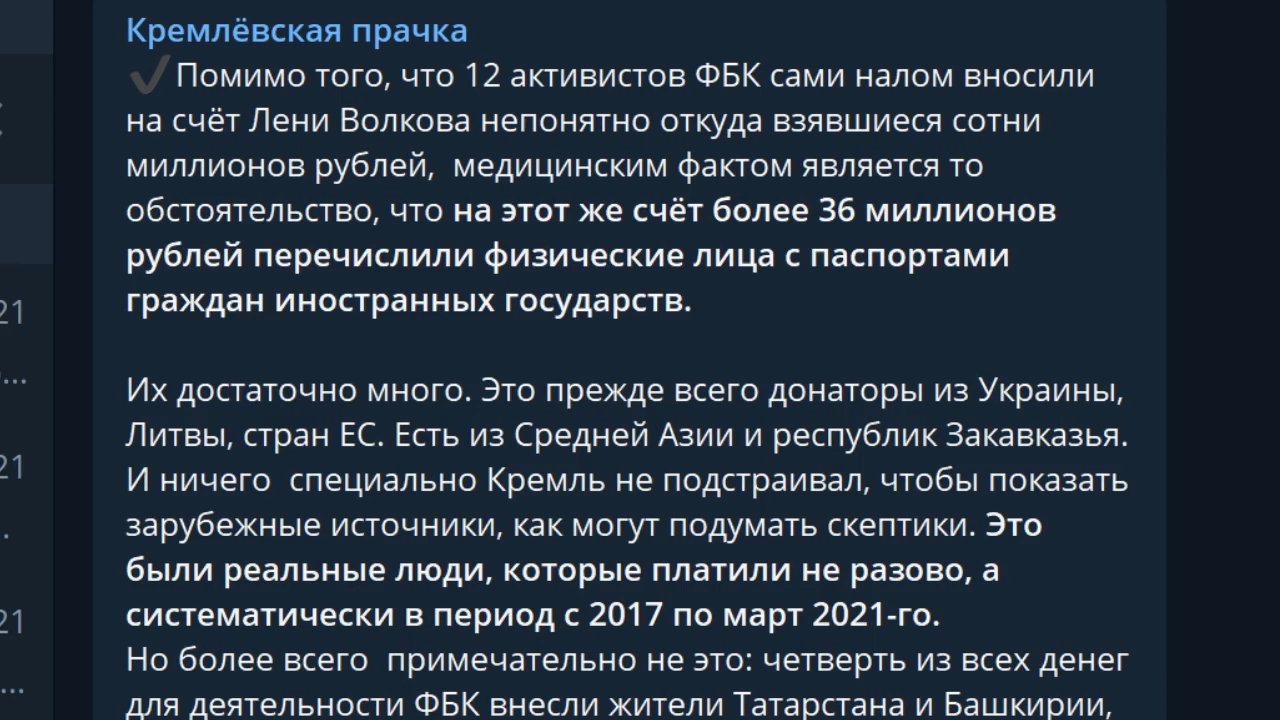 Кремлёвская прачка
✔Помимо того, что 12 активистов ФБК сами налом вносили
на счёт Лени Волкова непонятно откуда взявшиеся сотни
миллионов рублей,  медицинским фактом является то
обстоятельство, что на этот же счёт более 36 миллионов
рублей перечислили физические лица с паспортами
граждан иностранных государств.
21
Их достаточно много. Это прежде всего донаторы из Украины,
Литвы, стран ЕС. Есть из Средней Азии и республик Закавказья.
21
И ничего  специально Кремль не подстраивал, чтобы показать
зарубежные источники, как могут подумать скептики. Это
были реальные люди, которые платили не разово, а
систематически в период с 2017 по март 2021-го.
21
Но более всего  примечательно не это: четверть из всех денег
для деятельности ФБК внесли жители Татарстана и Башкирии,